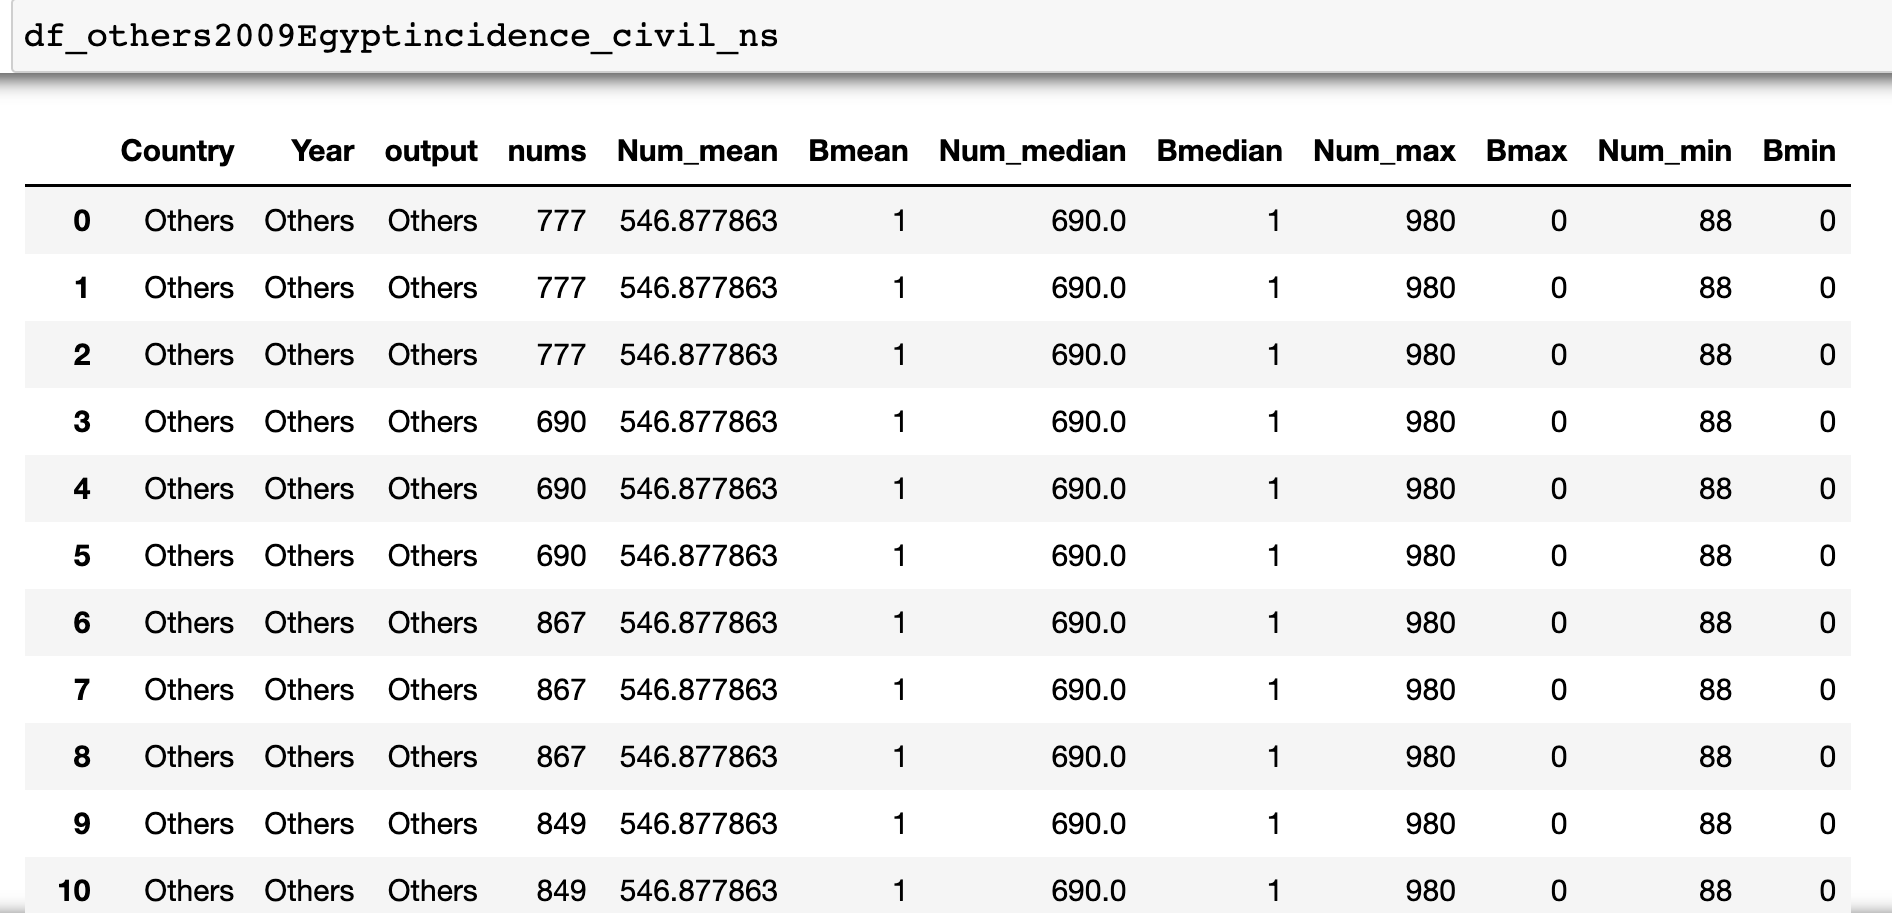 df_others2009Egyptincidence_civil_ns
Country Year output nums Num_mean Bmean Num_median Bmedian Num_max Bmax Num_min Bmin
0 Others Others Others 777 546.877863 1 690.0 1 980 0 88 0
1 Others Others Others 777 546.877863 1 690.0 1 980 0 88 0
2 Others Others Others 777 546.877863 1 690.0 1 980 0 88 0
3 Others Others Others 690 546.877863 1 690.0 1 980 0 88 0
4 Others Others Others 690 546.877863 1 690.0 1 980 0 88 0
5 Others Others Others 690 546.877863 1 690.0 1 980 0 88 0
6 Others Others Others 867 546.877863 1 690.0 1 980 0 88 0
7 Others Others Others 867 546.877863 1 690.0 1 980 0 88 0
8 Others Others Others 867 546.877863 1 690.0 1 980 0 88 0
9 Others Others Others 849 546.877863 1 690.0 1 980 0 88 0
10 Others Others Others 849 546.877863 1 690.0 1 980 0 88 0